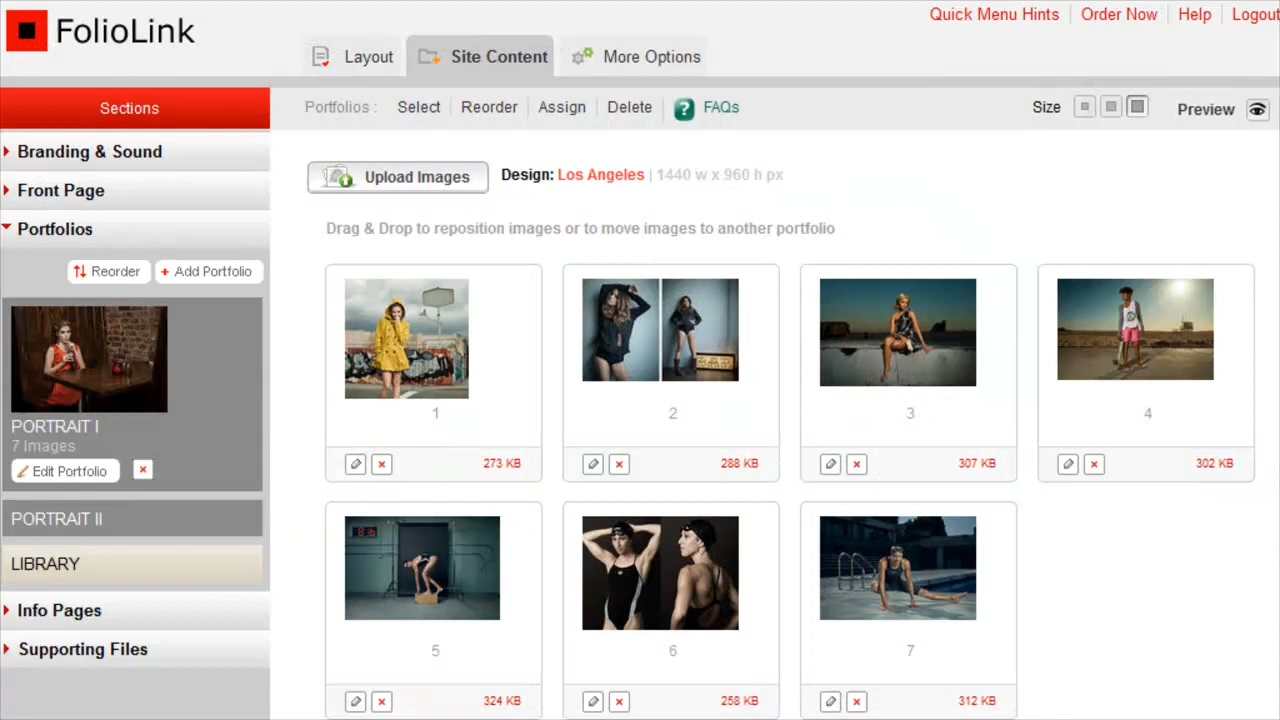 FolioLink
Quick Menu Hints Order Now Help Logout
Layout Site Content More Options
Sections
Portfolios : Select Reorder Assign Delete ? FAQs
Size Preview
Branding & Sound
Front Page
Portfolios
Reorder + Add Portfolio
PORTRAIT I
7 Images
Edit Portfolio
PORTRAIT II
LIBRARY
Info Pages
Supporting Files
Upload Images Design: Los Angeles | 1440 w x 960 h px
Drag & Drop to reposition images or to move images to another portfolio
1 2 3 4
273 KB 288 KB 307 KB 302 KB
5 6 7
324 KB 258 KB 312 KB